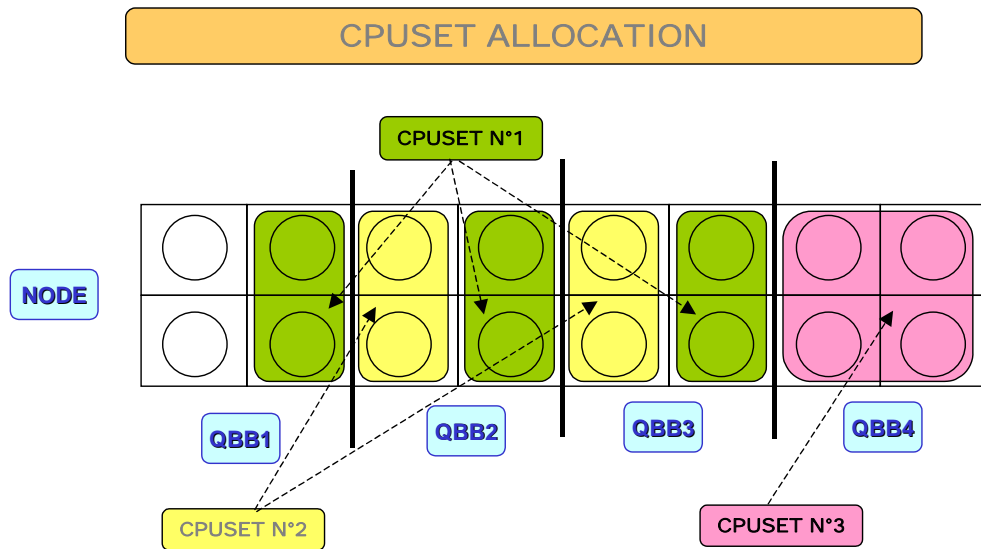 CPUSET ALLOCATION
CPUSET N°1
NODE
QBB1
QBB2
QBB3
QBB4
CPUSET N°2
CPUSET N°3